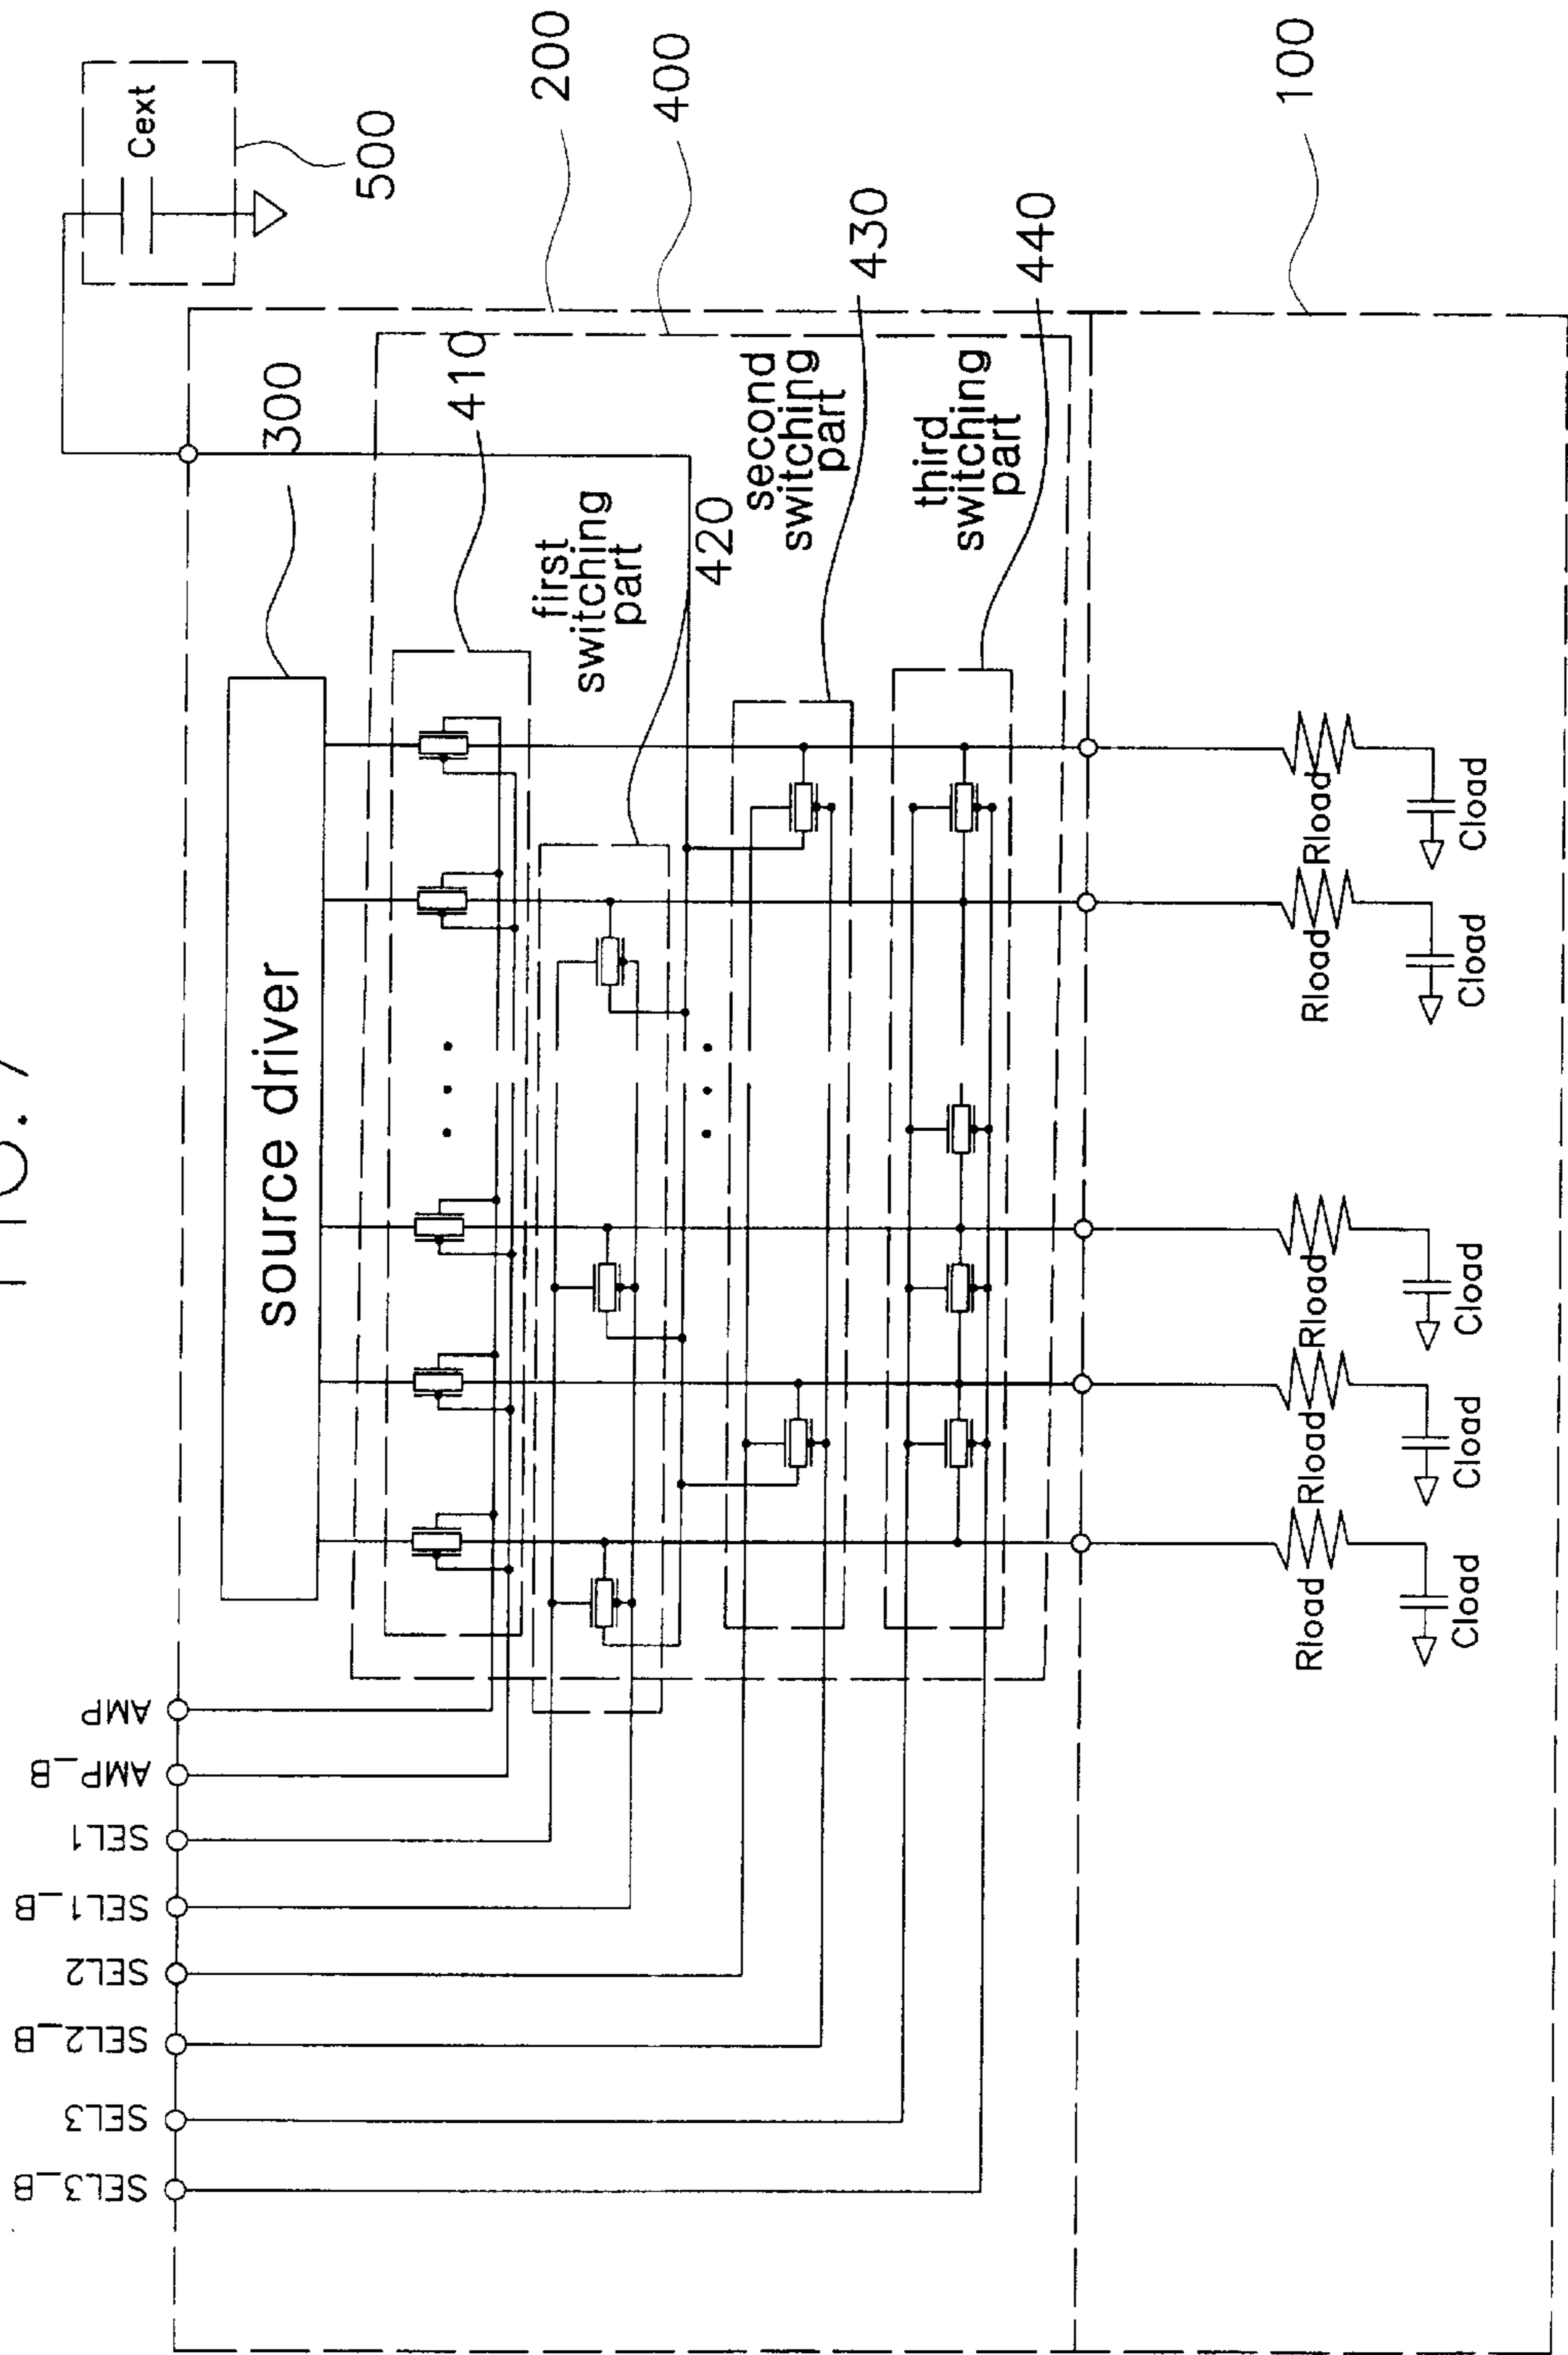 FIG. 7
Cext
500
200
400
300
410
430
440
100
first
switching
part
420
second
switching
part
third
switching
part
source driver
AMP
AMP_B
SEL1
SEL1_B
SEL2
SEL2_B
SEL3
SEL3_B
Rload
Rload
Rload
Rload
Rload
Cload
Cload
Cload
Cload
Cload